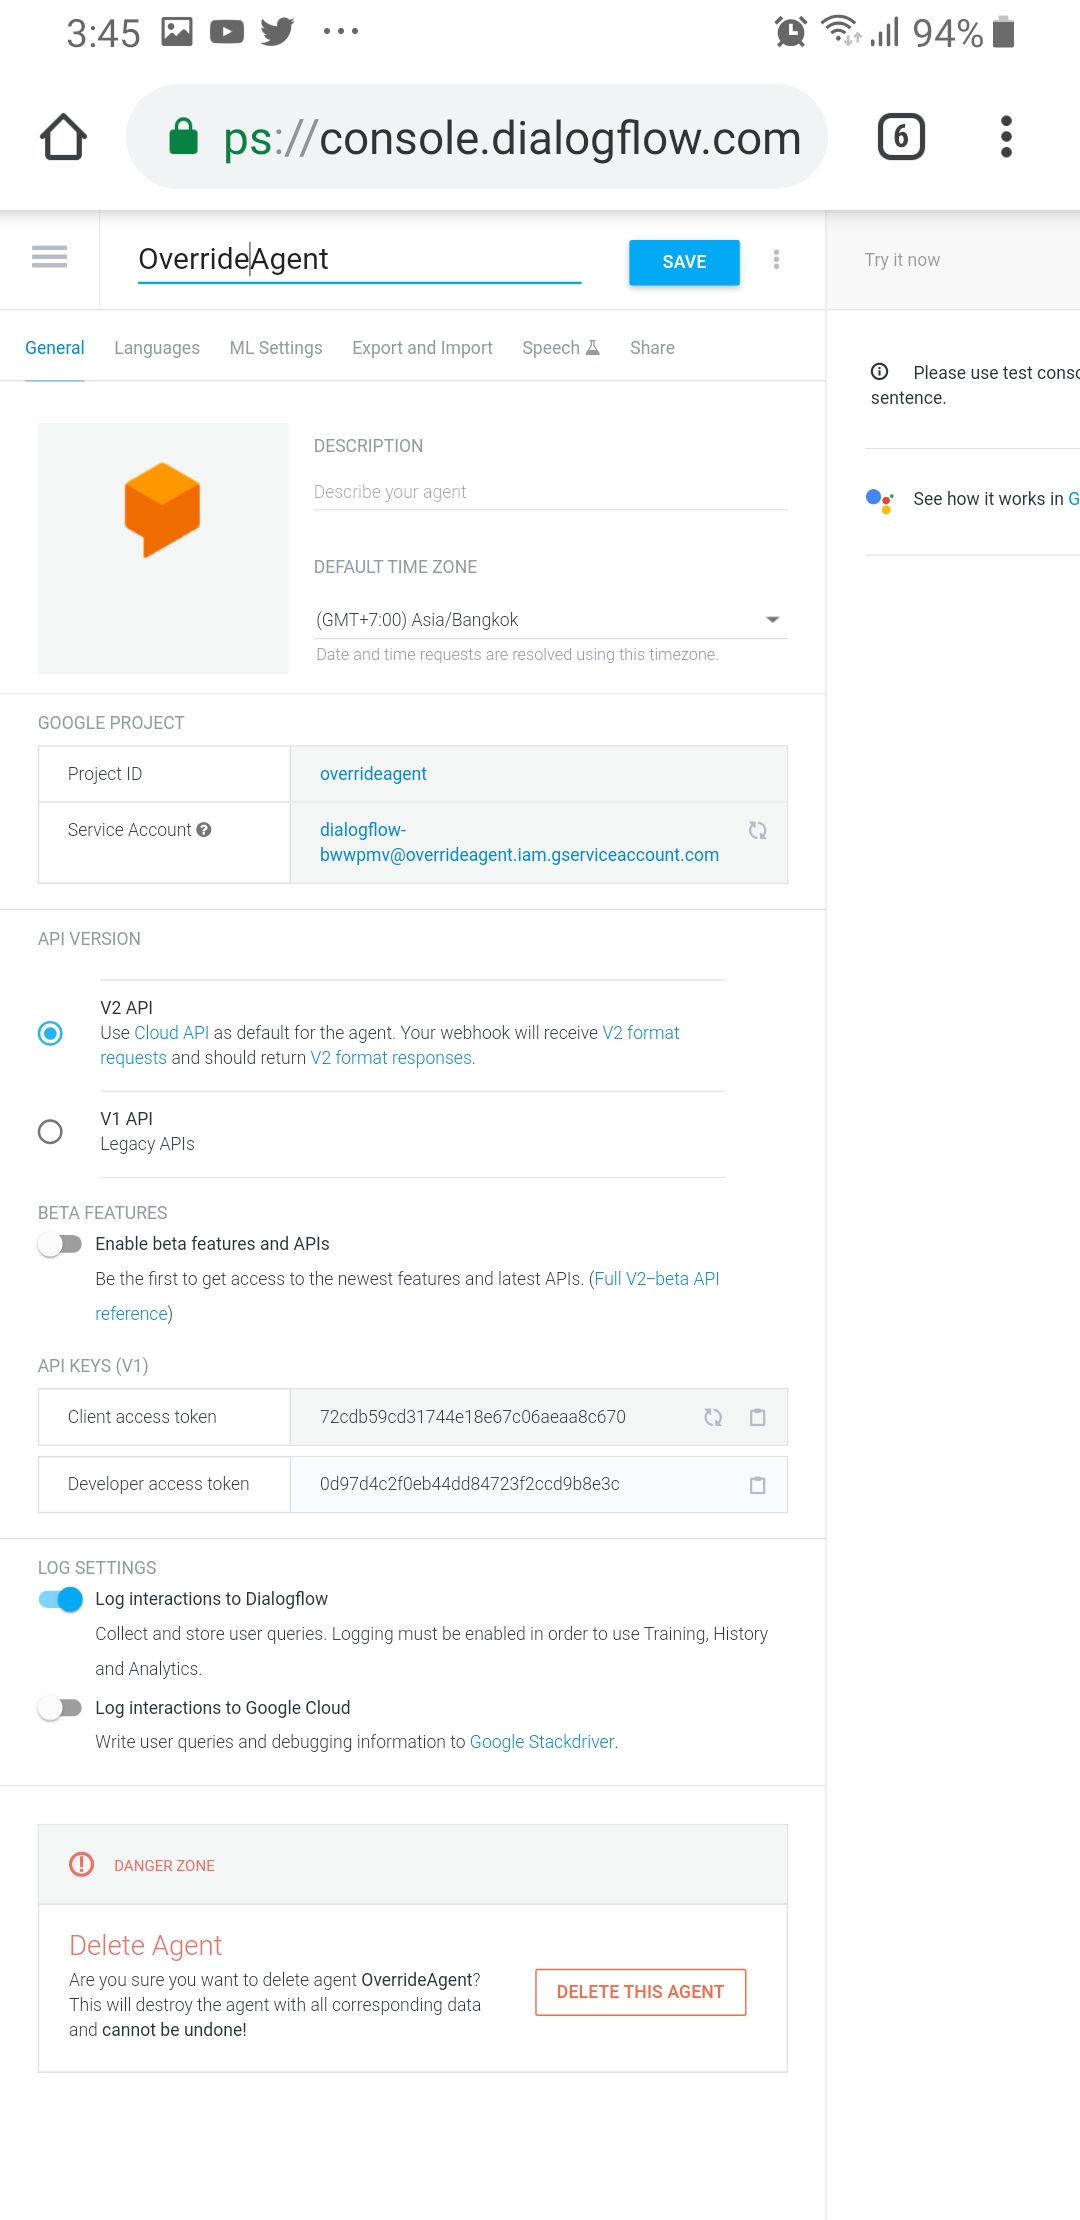 3:45
94%
ps://console.dialogflow.com
6
OverrideAgent
SAVE
Try it now
General Languages ML Settings Export and Import Speech Share
Please use test conso
sentence.
See how it works in G
DESCRIPTION
Describe your agent
DEFAULT TIME ZONE
(GMT+7:00) Asia/Bangkok
Date and time requests are resolved using this timezone.
GOOGLE PROJECT
Project ID overrideagent
Service Account dialogflow-
bwwpmv@overrideagent.iam.gserviceaccount.com
API VERSION
V2 API
Use Cloud API as default for the agent. Your webhook will receive V2 format
requests and should return V2 format responses.
V1 API
Legacy APIs
BETA FEATURES
Enable beta features and APIs
Be the first to get access to the newest features and latest APIs. (Full V2-beta API
reference)
API KEYS (V1)
Client access token 72cdb59cd31744e18e67c06aeaa8c670
Developer access token 0d97d4c2f0eb44dd84723f2ccd9b8e3c
LOG SETTINGS
Log interactions to Dialogflow
Collect and store user queries. Logging must be enabled in order to use Training, History
and Analytics.
Log interactions to Google Cloud
Write user queries and debugging information to Google Stackdriver.
DANGER ZONE
Delete Agent
Are you sure you want to delete agent OverrideAgent?
This will destroy the agent with all corresponding data
and cannot be undone!
DELETE THIS AGENT